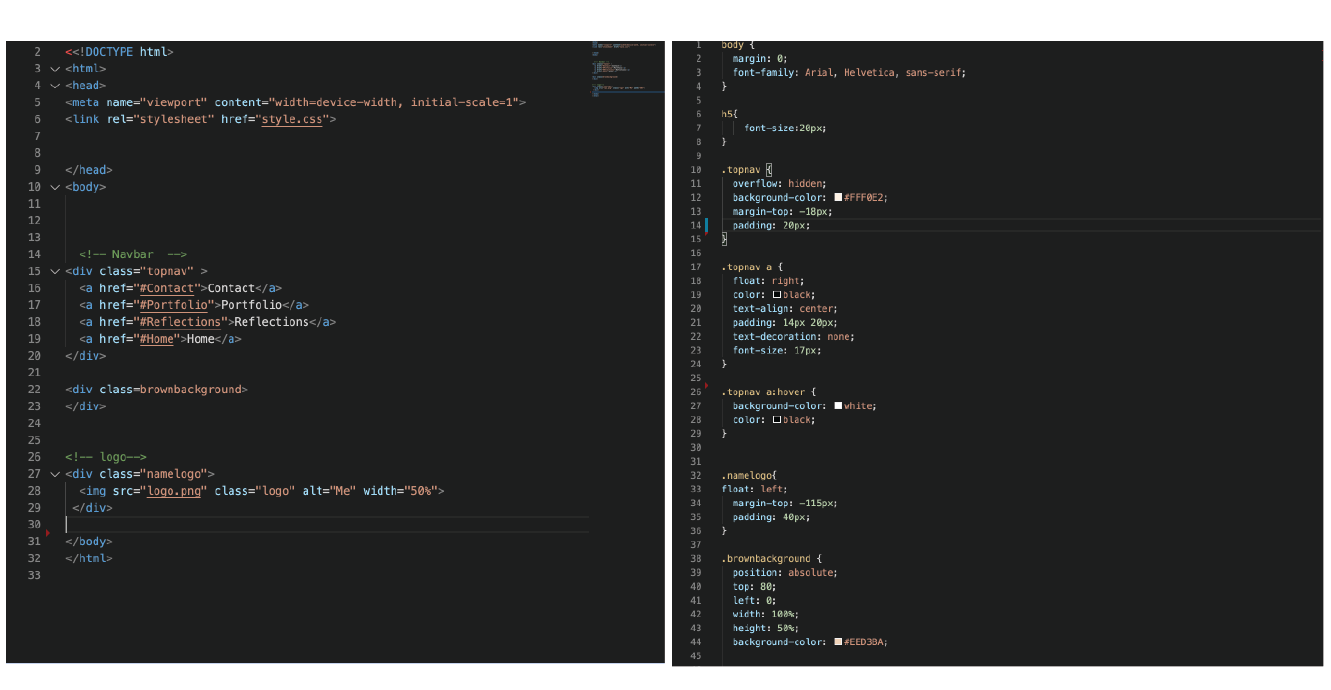 2 <<!DOCTYPE html>
3 <html>
4 <head>
5 <meta name="viewport" content="width=device-width, initial-scale=1">
6 <link rel="stylesheet" href="style.css">
7
8
9 </head>
10 <body>
11
12
13
14 <!-- Navbar  -->
15 <div class="topnav" >
16 <a href="#Contact">Contact</a>
17 <a href="#Portfolio">Portfolio</a>
18 <a href="#Reflections">Reflections</a>
19 <a href="#Home">Home</a>
20 </div>
21
22 <div class=brownbackground>
23 </div>
24
25
26 <!-- logo-->
27 <div class="namelogo">
28 <img src="logo.png" class="logo" alt="Me" width="50%">
29 </div>
30
31 </body>
32 </html>
33
1 body {
2 margin: 0;
3 font-family: Arial, Helvetica, sans-serif;
4 }
5
6 h5{
7 font-size:20px;
8 }
9
10 .topnav {
11 overflow: hidden;
12 background-color: #FFF0E2;
13 margin-top: -18px;
14 padding: 20px;
15 }
16
17 .topnav a {
18 float: right;
19 color: black;
20 text-align: center;
21 padding: 14px 20px;
22 text-decoration: none;
23 font-size: 17px;
24 }
25
26 .topnav a:hover {
27 background-color: white;
28 color: black;
29 }
30
31
32 .namelogo{
33 float: left;
34 margin-top: -115px;
35 padding: 40px;
36 }
37
38 .brownbackground {
39 position: absolute;
40 top: 80;
41 left: 0;
42 width: 100%;
43 height: 50%;
44 background-color: #EED3BA;
45